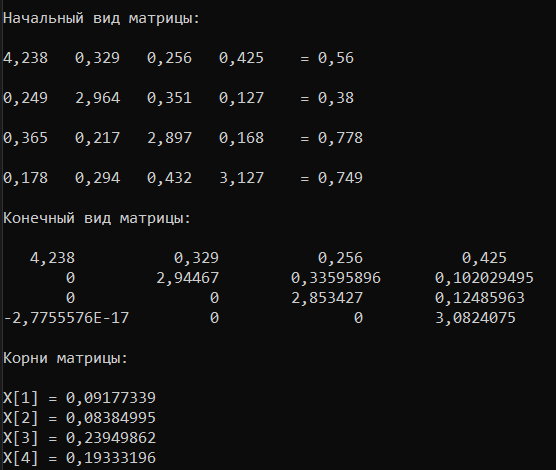 Начальный вид матрицы:
4,238 0,329 0,256 0,425 = 0,56
0,249 2,964 0,351 0,127 = 0,38
0,365 0,217 2,897 0,168 = 0,778
0,178 0,294 0,432 3,127 = 0,749
Конечный вид матрицы:
4,238 0,329 0,256 0,425
0 2,94467 0,33595896 0,102029495
0 0 2,853427 0,12485963
-2,7755576E-17 0 0 3,0824075
Корни матрицы:
X[1] = 0,09177339
X[2] = 0,08384995
X[3] = 0,23949862
X[4] = 0,19333196